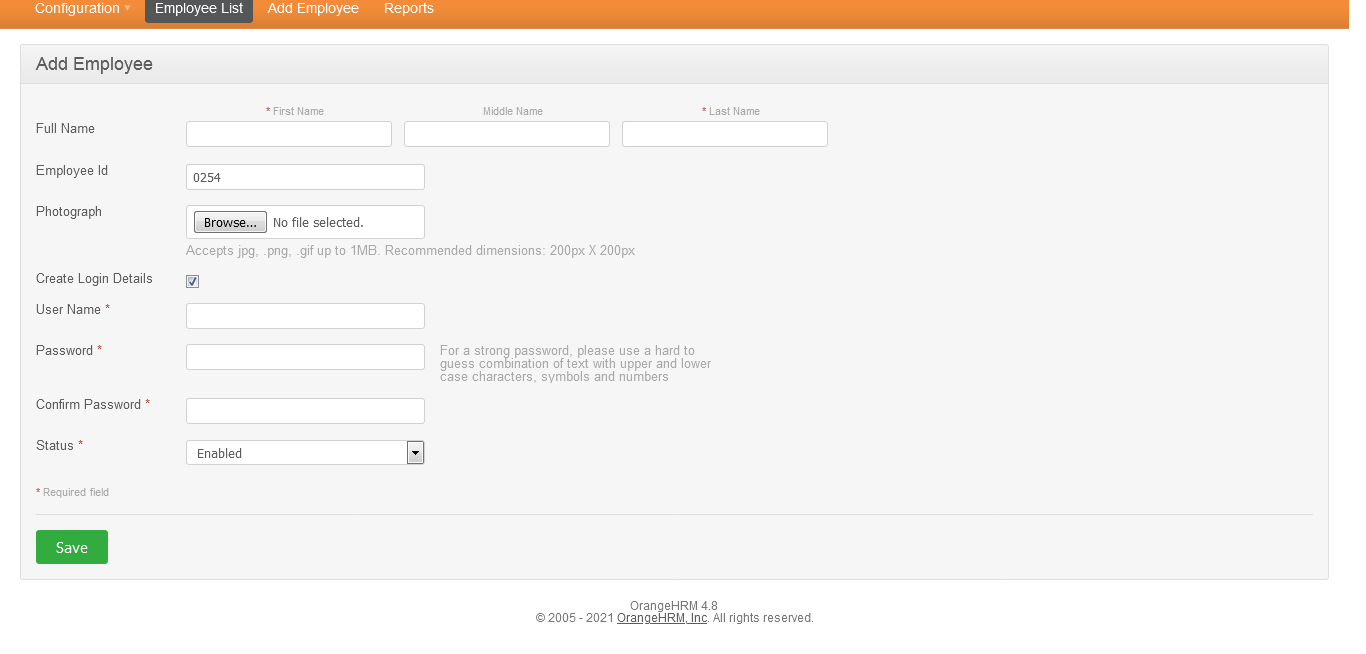 Configuration Employee List Add Employee Reports
Add Employee
* First Name Middle Name * Last Name
Full Name
Employee Id 0254
Photograph Browse... No file selected.
Accepts jpg, .png, .gif up to 1MB. Recommended dimensions: 200px X 200px
Create Login Details
User Name *
Password * For a strong password, please use a hard to
guess combination of text with upper and lower
case characters, symbols and numbers
Confirm Password *
Status * Enabled
* Required field
Save
OrangeHRM 4.8
© 2005 - 2021 OrangeHRM, Inc. All rights reserved.